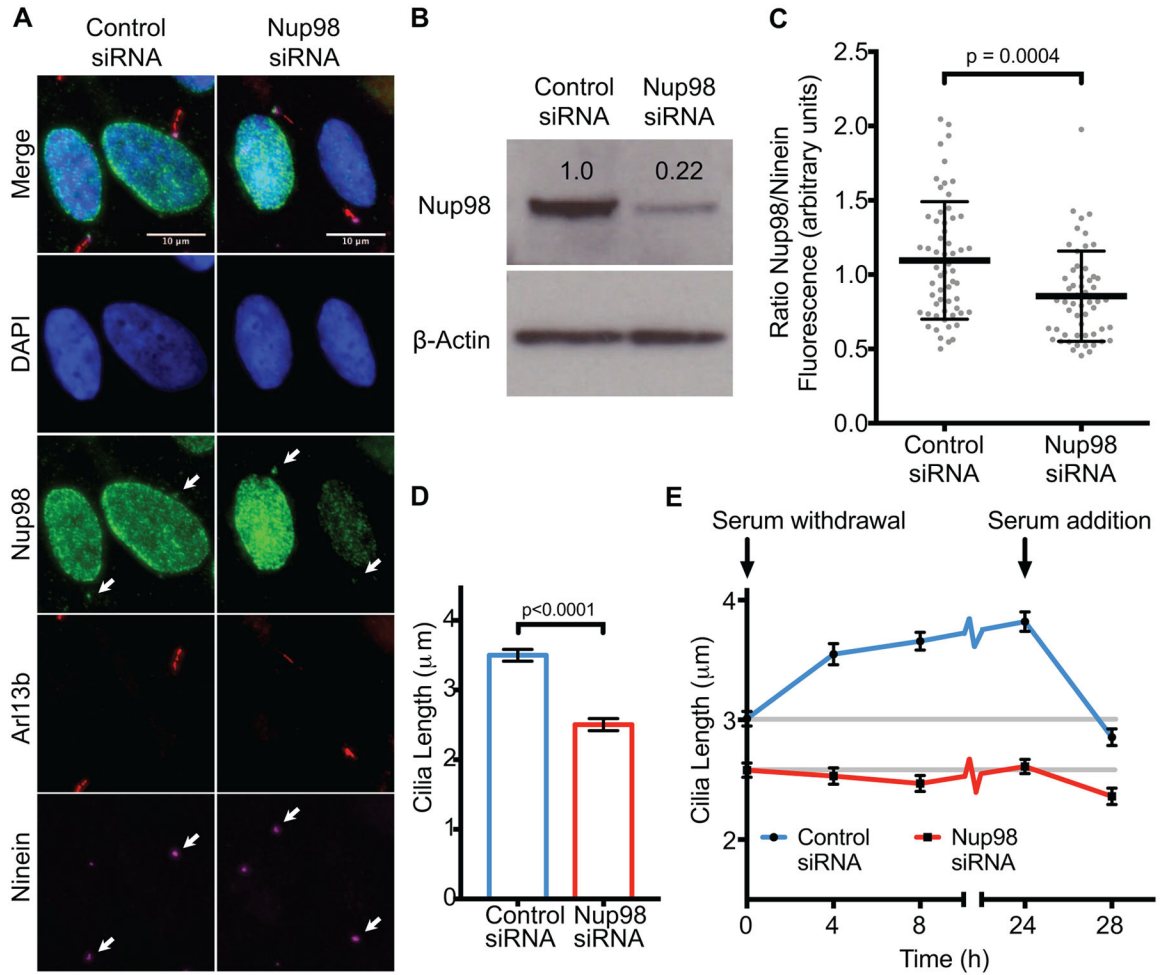 A
Control
siRNA
Nup98
siRNA
Merge
10 μm
10 μm
DAPI
Nup98
Arl13b
Ninein
B
Control
siRNA
Nup98
siRNA
1.0
0.22
Nup98
β-Actin
C
Ratio Nup98/Ninein
Fluorescence (arbitrary units)
2.5
2.0
1.5
1.0
0.5
0.0
p = 0.0004
Control
siRNA
Nup98
siRNA
D
Cilia Length (μm)
4
3
2
1
0
p<0.0001
Control
siRNA
Nup98
siRNA
E
Serum withdrawal
Serum addition
Cilia Length (μm)
4
3
2
Control
siRNA
Nup98
siRNA
0
4
8
24
28
Time (h)